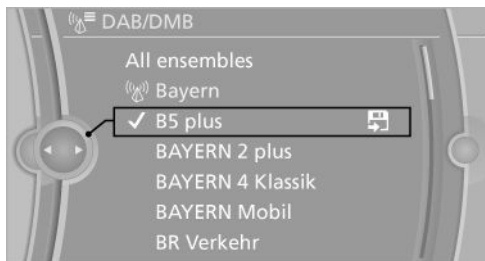 DAB/DMB
All ensembles
Bayern
B5 plus
BAYERN 2 plus
BAYERN 4 Klassik
BAYERN Mobil
BR Verkehr